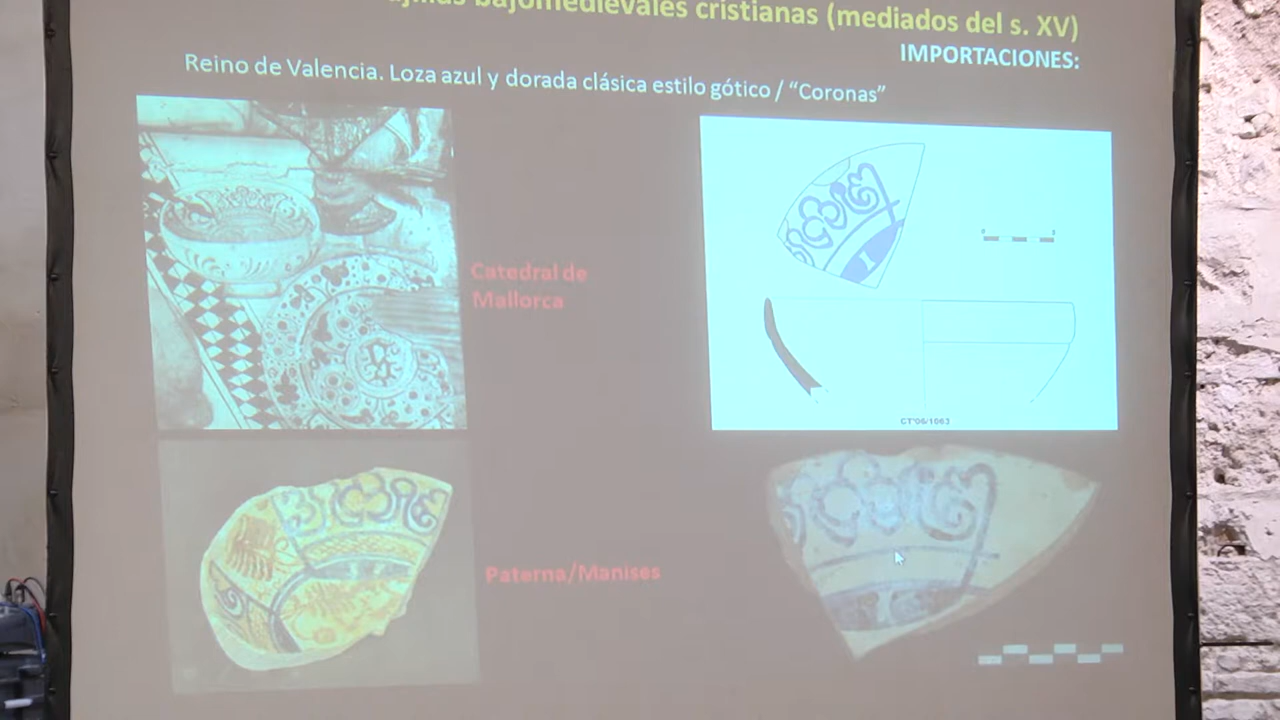 bajomedievales cristianas (mediados del s. XV)
IMPORTACIONES:
Reino de Valencia. Loza azul y dorada clásica estilo gótico / “Coronas”
Catedral de
Mallorca
CT'06/1063
Paterna/Manises